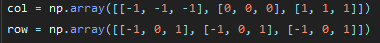 col = np.array([[-1, -1, -1], [0, 0, 0], [1, 1, 1]])
row = np.array([[-1, 0, 1], [-1, 0, 1], [-1, 0, 1]])